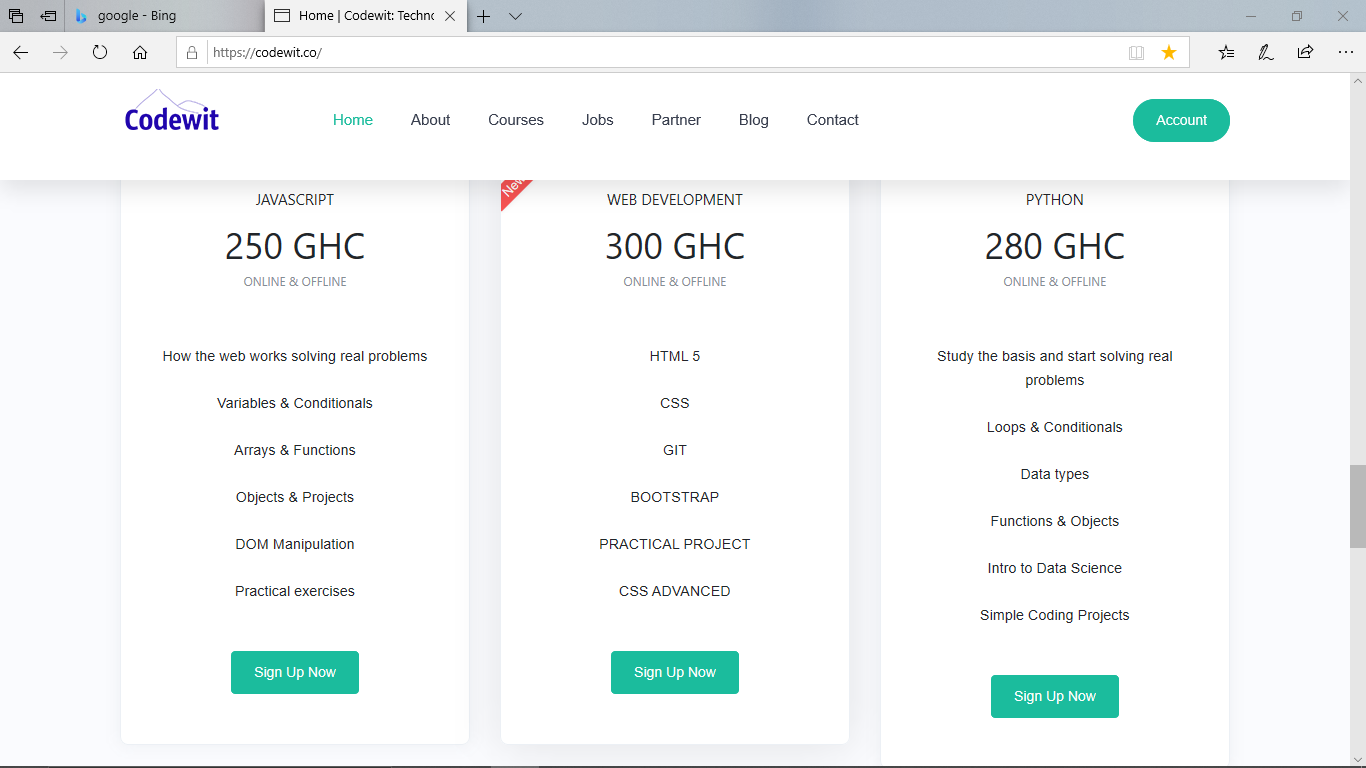 google - Bing
Home | Codewit: Techno
https://codewit.co/
Codewit
Home About Courses Jobs Partner Blog Contact
Account
JAVASCRIPT
250 GHC
ONLINE & OFFLINE
How the web works solving real problems
Variables & Conditionals
Arrays & Functions
Objects & Projects
DOM Manipulation
Practical exercises
Sign Up Now
New
WEB DEVELOPMENT
300 GHC
ONLINE & OFFLINE
HTML 5
CSS
GIT
BOOTSTRAP
PRACTICAL PROJECT
CSS ADVANCED
Sign Up Now
PYTHON
280 GHC
ONLINE & OFFLINE
Study the basis and start solving real
problems
Loops & Conditionals
Data types
Functions & Objects
Intro to Data Science
Simple Coding Projects
Sign Up Now